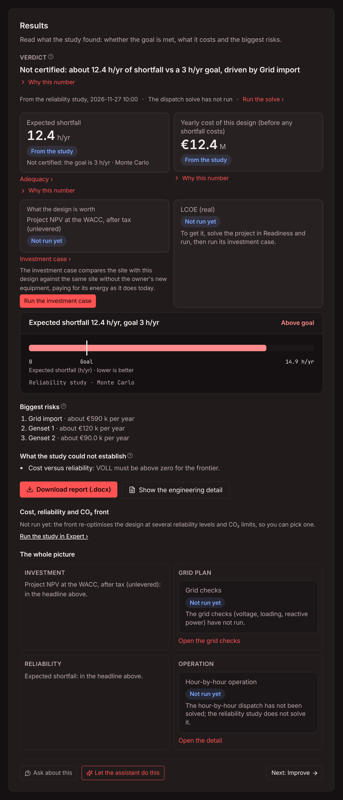 Results
Read what the study found: whether the goal is met, what it costs and the biggest risks.
VERDICT
Not certified: about 12.4 h/yr of shortfall vs a 3 h/yr goal, driven by Grid import
Why this number
From the reliability study, 2026-11-27 10:00 · The dispatch solve has not run · Run the solve ›
Expected shortfall
12.4 h/yr
From the study
Not certified: the goal is 3 h/yr · Monte Carlo
Adequacy ›
Why this number
Yearly cost of this design (before any
shortfall costs)
€12.4 M
From the study
Why this number
What the design is worth
Project NPV at the WACC, after tax
(unlevered)
Not run yet
Investment case ›
The investment case compares the site with this
design against the same site without the owner's new
equipment, paying for its energy as it does today.
Run the investment case
LCOE (real)
Not run yet
To get it, solve the project in Readiness and
run, then run its investment case.
Expected shortfall 12.4 h/yr, goal 3 h/yr
Above goal
0 Goal 14.9 h/yr
Expected shortfall (h/yr) · lower is better
Reliability study · Monte Carlo
Biggest risks
1. Grid import · about €590 k per year
2. Genset 1 · about €120 k per year
3. Genset 2 · about €90.0 k per year
What the study could not establish
• Cost versus reliability: VOLL must be above zero for the frontier.
Download report (.docx)
Show the engineering detail
Cost, reliability and CO₂ front
Not run yet: the front re-optimises the design at several reliability levels and CO₂ limits, so you can pick one.
Run the study in Expert ›
The whole picture
INVESTMENT
Project NPV at the WACC, after tax (unlevered):
in the headline above.
GRID PLAN
Grid checks
Not run yet
The grid checks (voltage, loading, reactive
power) have not run.
Open the grid checks
RELIABILITY
Expected shortfall: in the headline above.
OPERATION
Hour-by-hour operation
Not run yet
The hour-by-hour dispatch has not been
solved; the reliability study does not solve
it.
Open the detail
Ask about this
Let the assistant do this
Next: Improve →